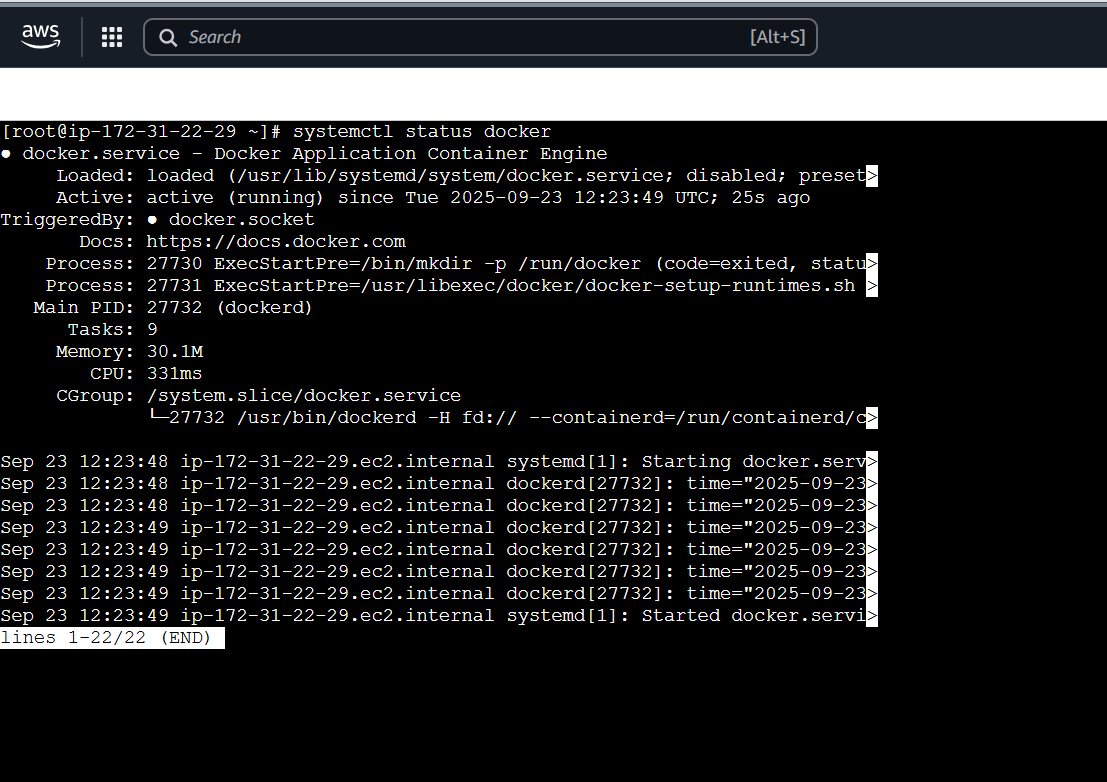 aws
Search [Alt+S]
[root@ip-172-31-22-29 ~]# systemctl status docker
● docker.service - Docker Application Container Engine
Loaded: loaded (/usr/lib/systemd/system/docker.service; disabled; preset>
Active: active (running) since Tue 2025-09-23 12:23:49 UTC; 25s ago
TriggeredBy: ● docker.socket
Docs: https://docs.docker.com
Process: 27730 ExecStartPre=/bin/mkdir -p /run/docker (code=exited, statu>
Process: 27731 ExecStartPre=/usr/libexec/docker/docker-setup-runtimes.sh >
Main PID: 27732 (dockerd)
Tasks: 9
Memory: 30.1M
CPU: 331ms
CGroup: /system.slice/docker.service
└─27732 /usr/bin/dockerd -H fd:// --containerd=/run/containerd/c>
Sep 23 12:23:48 ip-172-31-22-29.ec2.internal systemd[1]: Starting docker.serv>
Sep 23 12:23:48 ip-172-31-22-29.ec2.internal dockerd[27732]: time="2025-09-23>
Sep 23 12:23:48 ip-172-31-22-29.ec2.internal dockerd[27732]: time="2025-09-23>
Sep 23 12:23:49 ip-172-31-22-29.ec2.internal dockerd[27732]: time="2025-09-23>
Sep 23 12:23:49 ip-172-31-22-29.ec2.internal dockerd[27732]: time="2025-09-23>
Sep 23 12:23:49 ip-172-31-22-29.ec2.internal dockerd[27732]: time="2025-09-23>
Sep 23 12:23:49 ip-172-31-22-29.ec2.internal dockerd[27732]: time="2025-09-23>
Sep 23 12:23:49 ip-172-31-22-29.ec2.internal systemd[1]: Started docker.servi>
lines 1-22/22 (END)